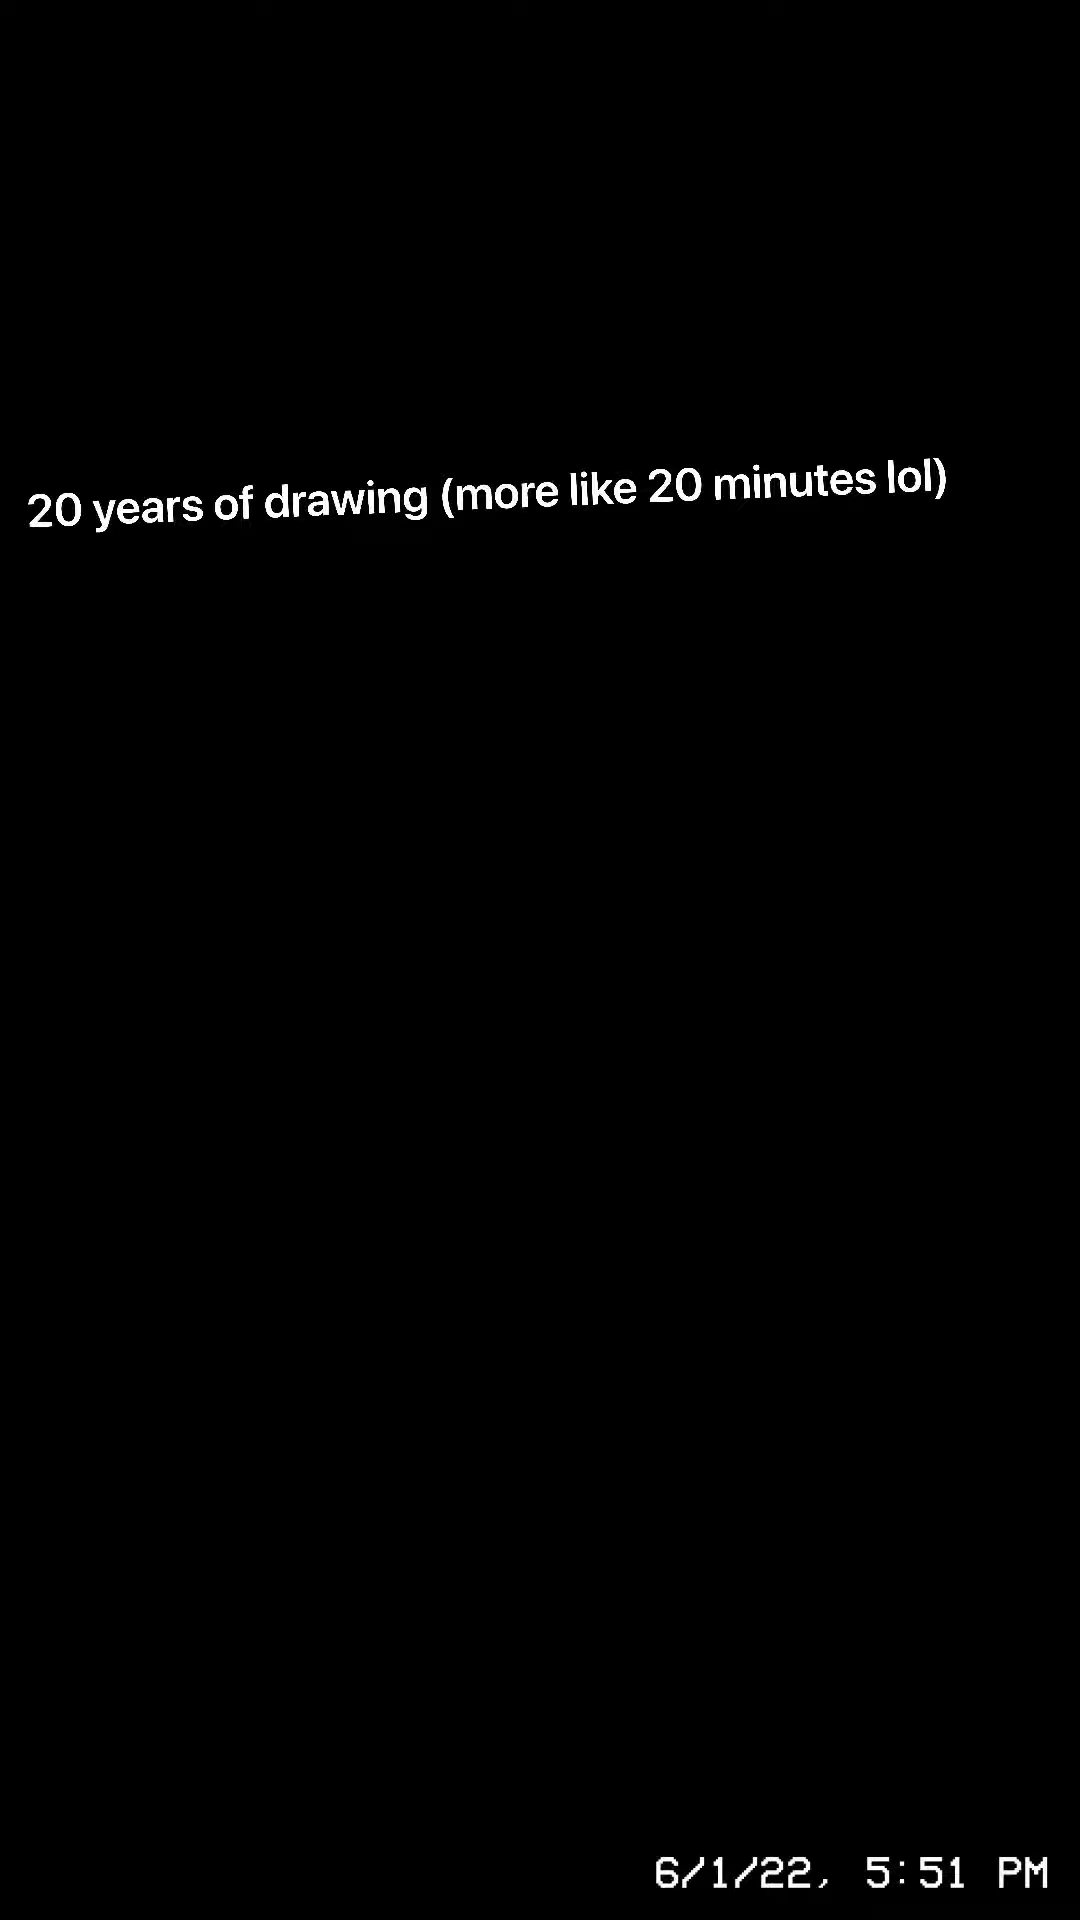 20 years of drawing (more like 20 minutes lol)
6/1/22, 5:51 PM